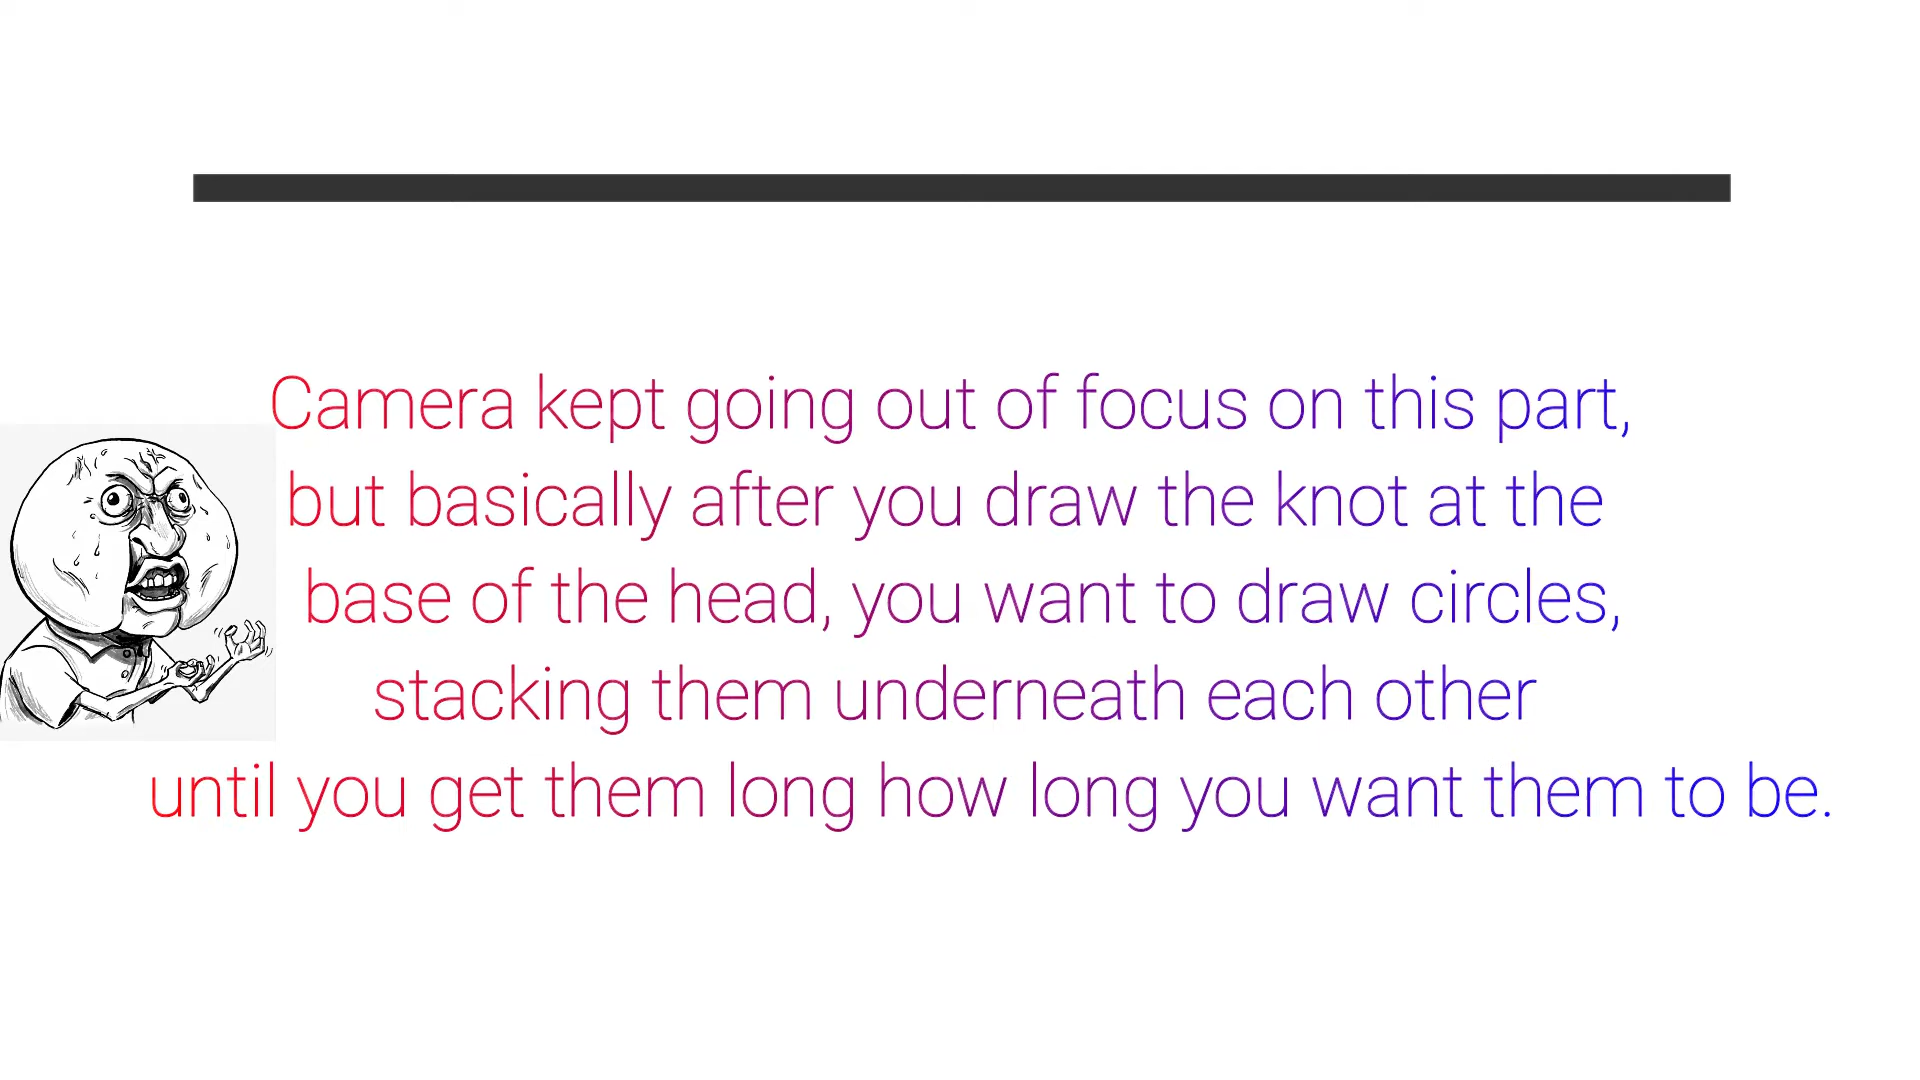 Camera kept going out of focus on this part,
but basically after you draw the knot at the
base of the head, you want to draw circles,
stacking them underneath each other
until you get them long how long you want them to be.